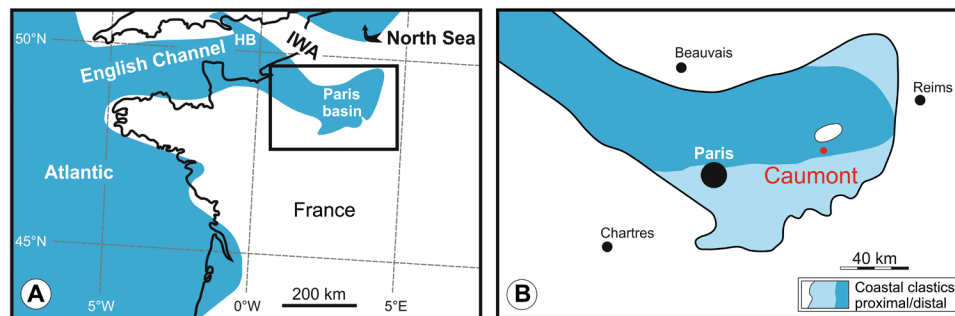 50°N
HB
IWA
North Sea
English Channel
Paris
basin
Atlantic
France
45°N
5°W
0°W
5°E
200 km
A
Beauvais
Reims
Paris
Caumont
Chartres
40 km
B
Coastal clastics
proximal/distal